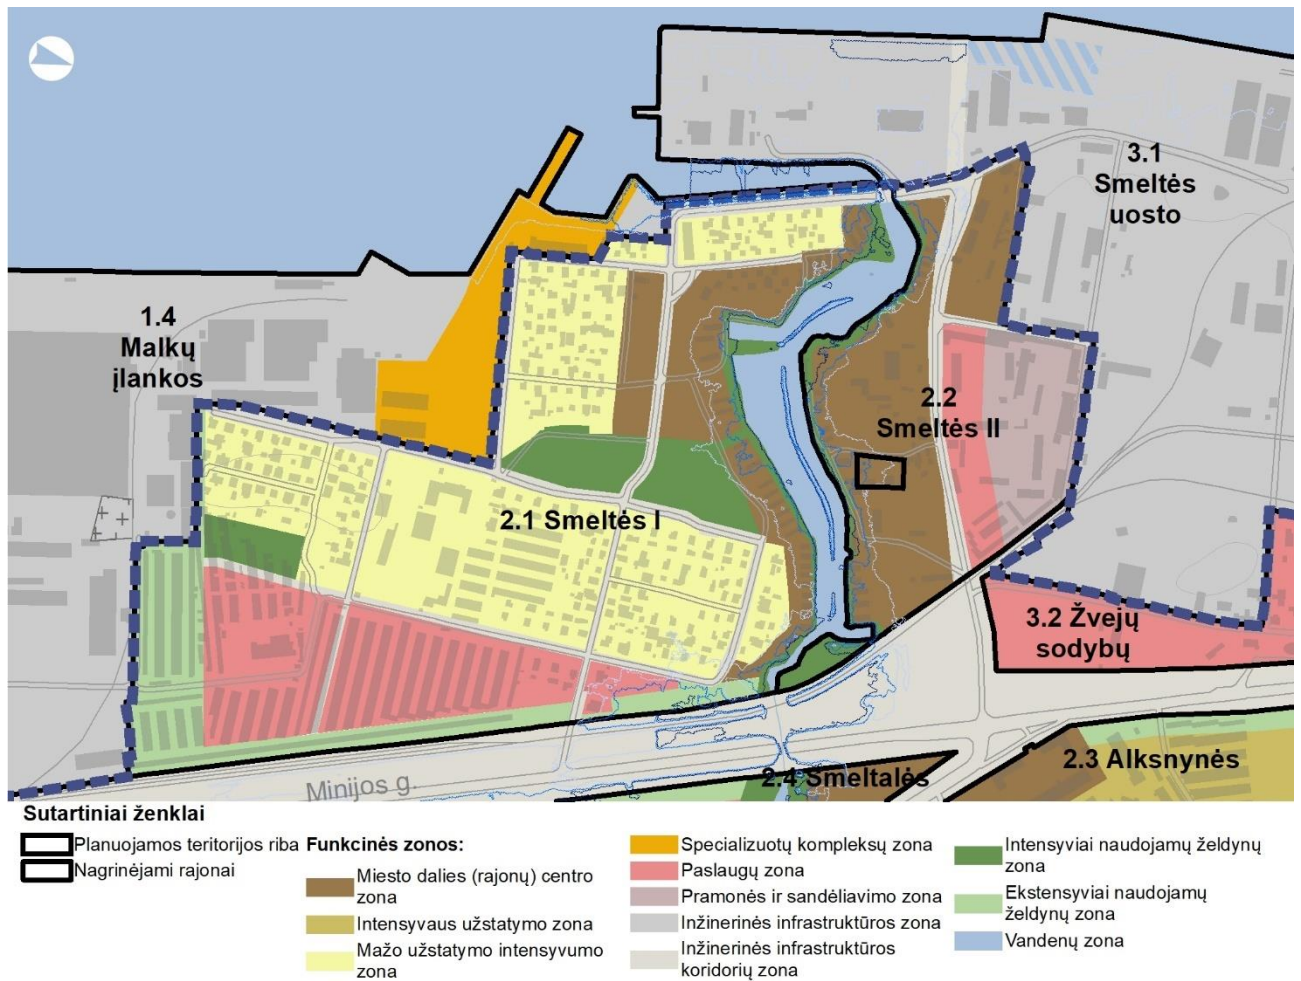 3.1
Smeltės
uosto
1.4
Malkų
įlankos
2.2
Smeltės II
2.1 Smeltės I
3.2 Žvejų
sodybų
2.3 Alksnynės
2.4 Smeltalės
Minijos g.
Sutartiniai ženklai
Planuojamos teritorijos riba
Nagrinėjami rajonai
Funkcinės zonos:
Miesto dalies (rajonų) centro
zona
Intensyvaus užstatymo zona
Mažo užstatymo intensyvumo
zona
Specializuotų kompleksų zona
Paslaugų zona
Pramonės ir sandėliavimo zona
Inžinerinės infrastruktūros zona
Inžinerinės infrastruktūros
koridorių zona
Intensyviai naudojamų želdynų
zona
Ekstensyviai naudojamų
želdynų zona
Vandenų zona